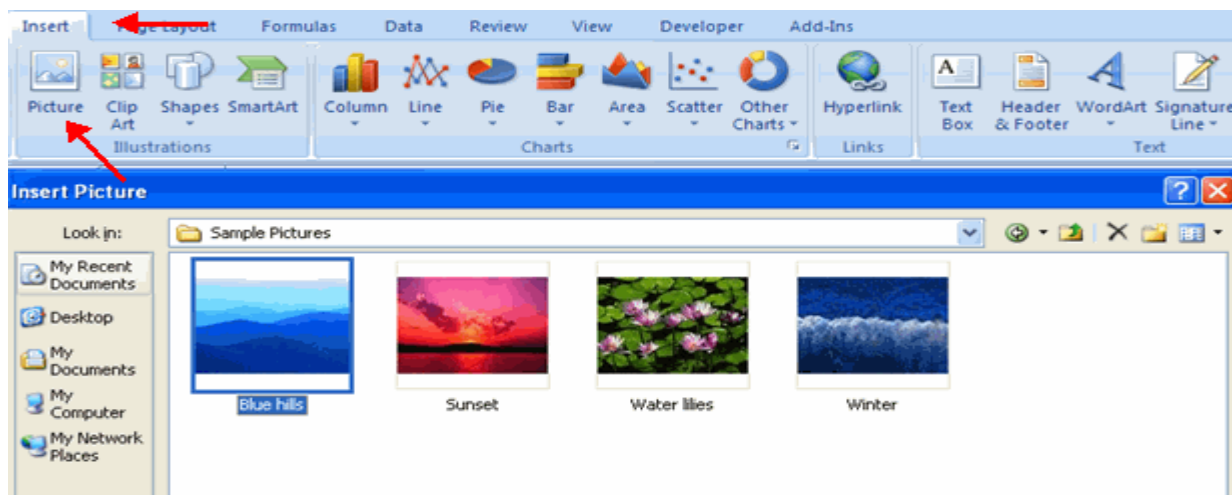 Insert Page Layout Formulas Data Review View Developer Add-Ins
Picture Clip Art Shapes SmartArt Column Line Pie Bar Area Scatter Other Charts Hyperlink Text Box Header & Footer WordArt Signature Line
Illustrations Charts Links Text
Insert Picture
Look in: Sample Pictures
My Recent Documents
Desktop
My Documents
My Computer
My Network Places
Blue hills Sunset Water lilies Winter